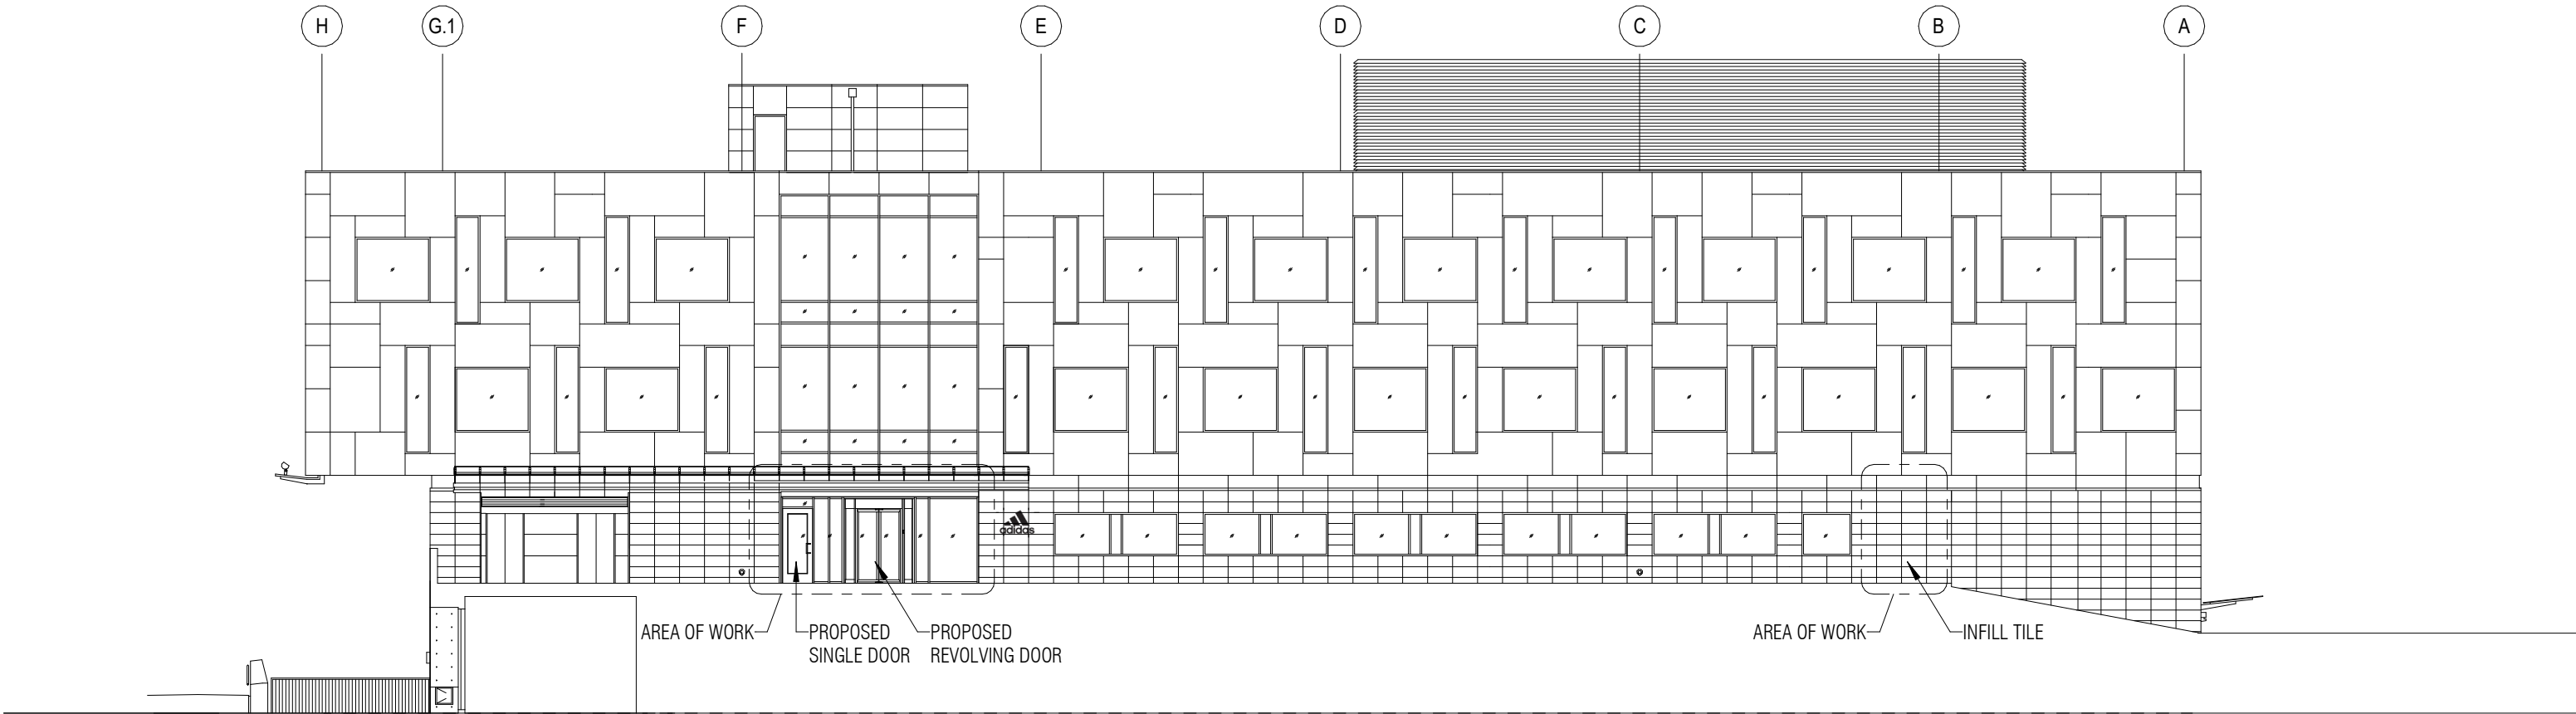 H
G.1
F
E
D
C
B
A
adidas
AREA OF WORK
PROPOSED
SINGLE DOOR
PROPOSED
REVOLVING DOOR
AREA OF WORK
INFILL TILE